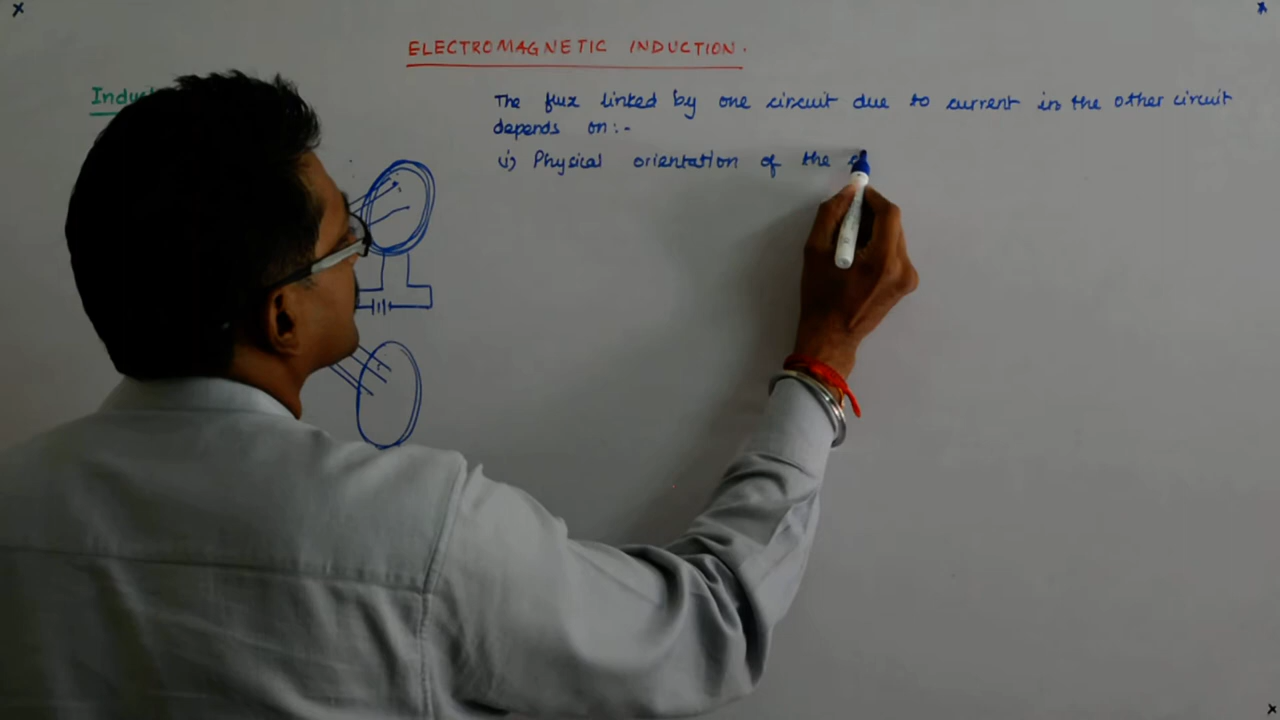 ELECTROMAGNETIC INDUCTION.
The flux linked by one circuit due to current in the other circuit
depends on:-
(i) Physical orientation of the